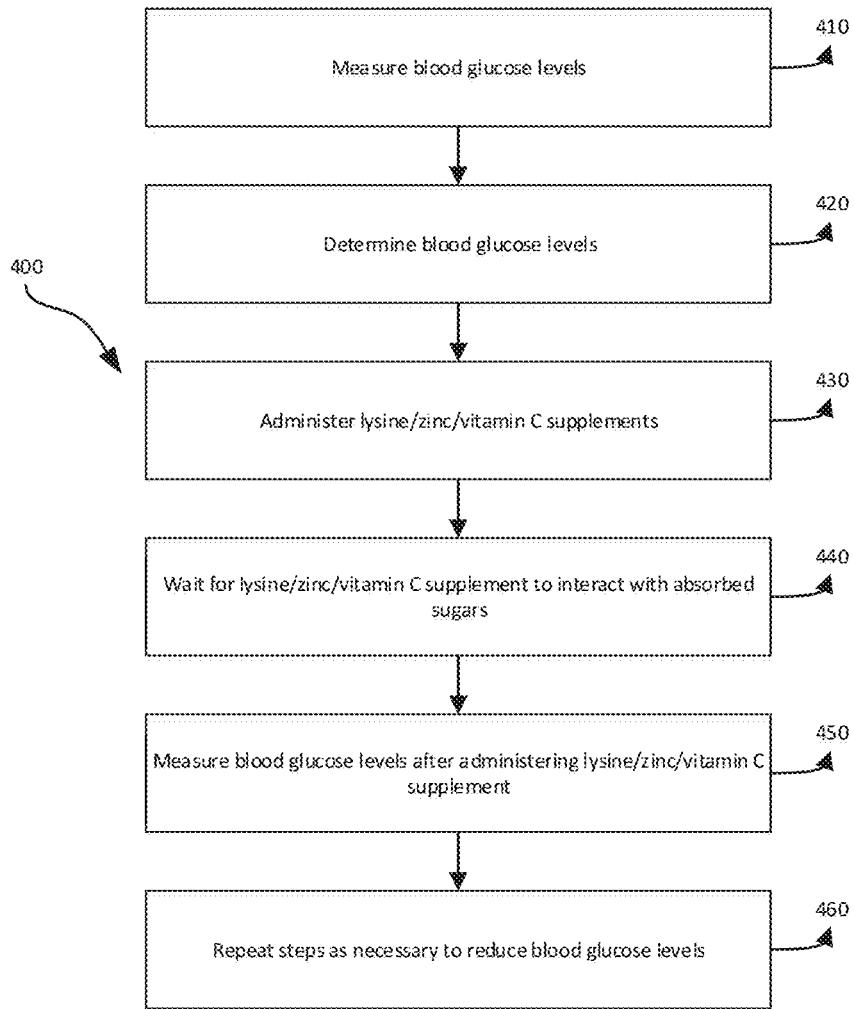 410
Measure blood glucose levels
420
Determine blood glucose levels
400
430
Administer lysine/zinc/vitamin C supplements
440
Wait for lysine/zinc/vitamin C supplement to interact with absorbed
sugars
450
Measure blood glucose levels after administering lysine/zinc/vitamin C
supplement
460
Repeat steps as necessary to reduce blood glucose levels